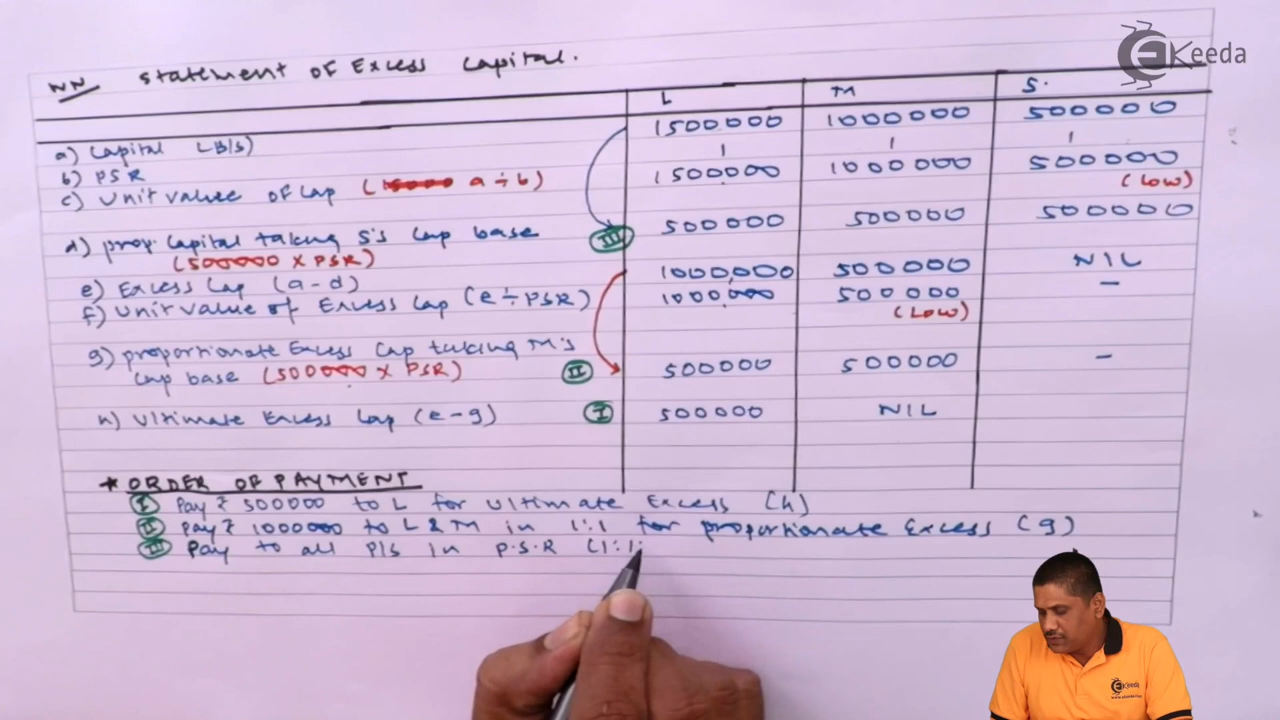 EKeeda
NN Statement of Excess Capital.
L M S.
a) Capital (B/S) 1500000 1000000 500000
b) PSR 1 1 1
c) Unit value of Cap ( a ÷ b) 1500000 1000000 500000
(Low)
d) prop. Capital taking S's Cap base III 500000 500000 500000
(500000 X PSR)
e) Excess Cap (a-d) 1000000 500000 NIL
f) Unit value of Excess Cap (e ÷ PSR) 1000000 500000 -
(Low)
g) proportionate Excess Cap taking M's
Cap base (500000 X PSR) II 500000 500000 -
h) Ultimate Excess Cap (e-g) I 500000 NIL
* ORDER OF PAYMENT
I Pay ₹ 500000 to L for Ultimate Excess (h)
II Pay ₹ 1000000 to L & M in 1:1 for proportionate Excess (g)
III Pay to all P/S in P.S.R (1:1:
EKeeda